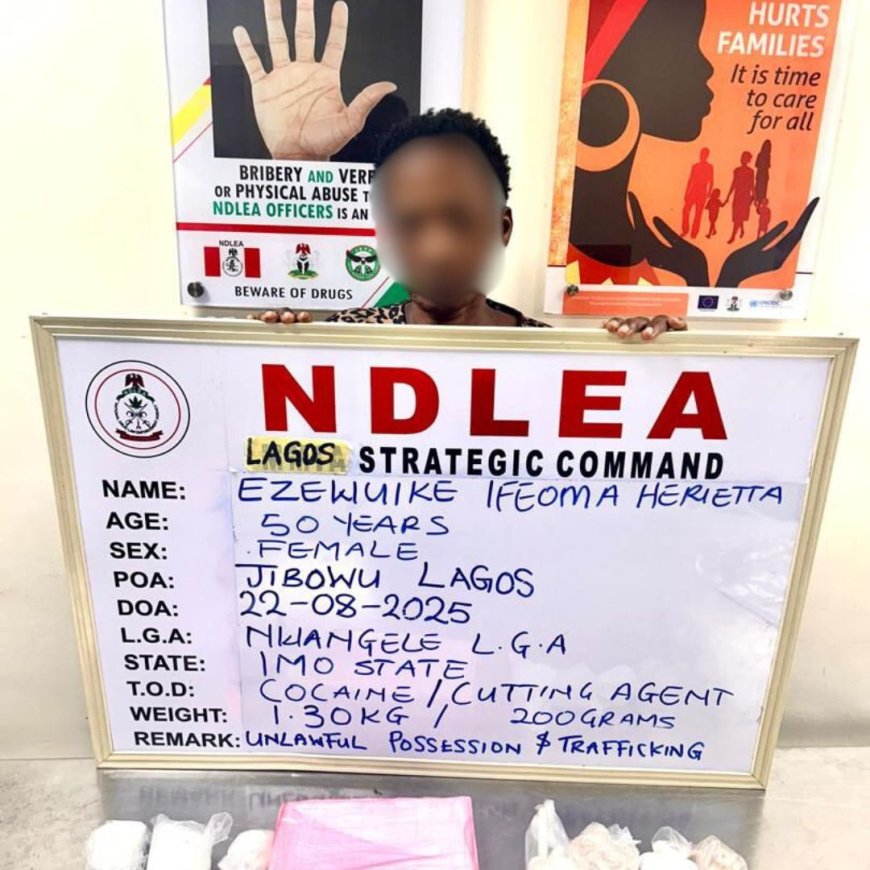 HURTS
FAMILIES
It is time
to care
for all
BRIBERY AND
OR PHYSICAL ABUSE
NDLEA OFFICERS IS AN
NDLEA
BEWARE OF DRUGS
UNODC
NDLEA
NDLEA
LAGOS STRATEGIC COMMAND
NAME: EZEWUIKE IFEOMA HERIETTA
AGE: 50 YEARS
SEX: FEMALE
POA: JIBOWU LAGOS
DOA: 22-08-2025
L.G.A: NWANGELE L.G.A
STATE: IMO STATE
T.O.D: COCAINE / CUTTING AGENT
WEIGHT: 1.30KG / 200GRAMS
REMARK: UNLAWFUL POSSESSION & TRAFFICKING